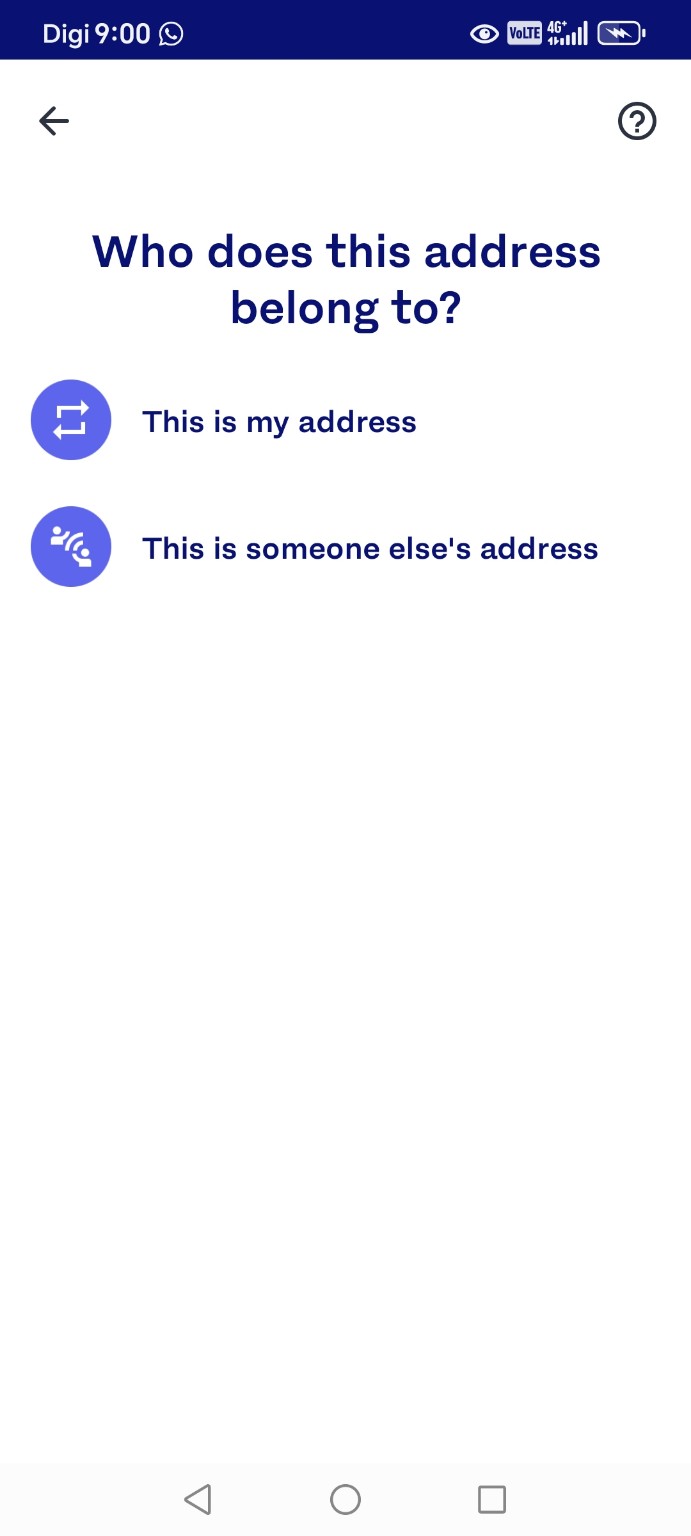 Digi 9:00 VoLTE 4G+
Who does this address
belong to?
This is my address
This is someone else's address